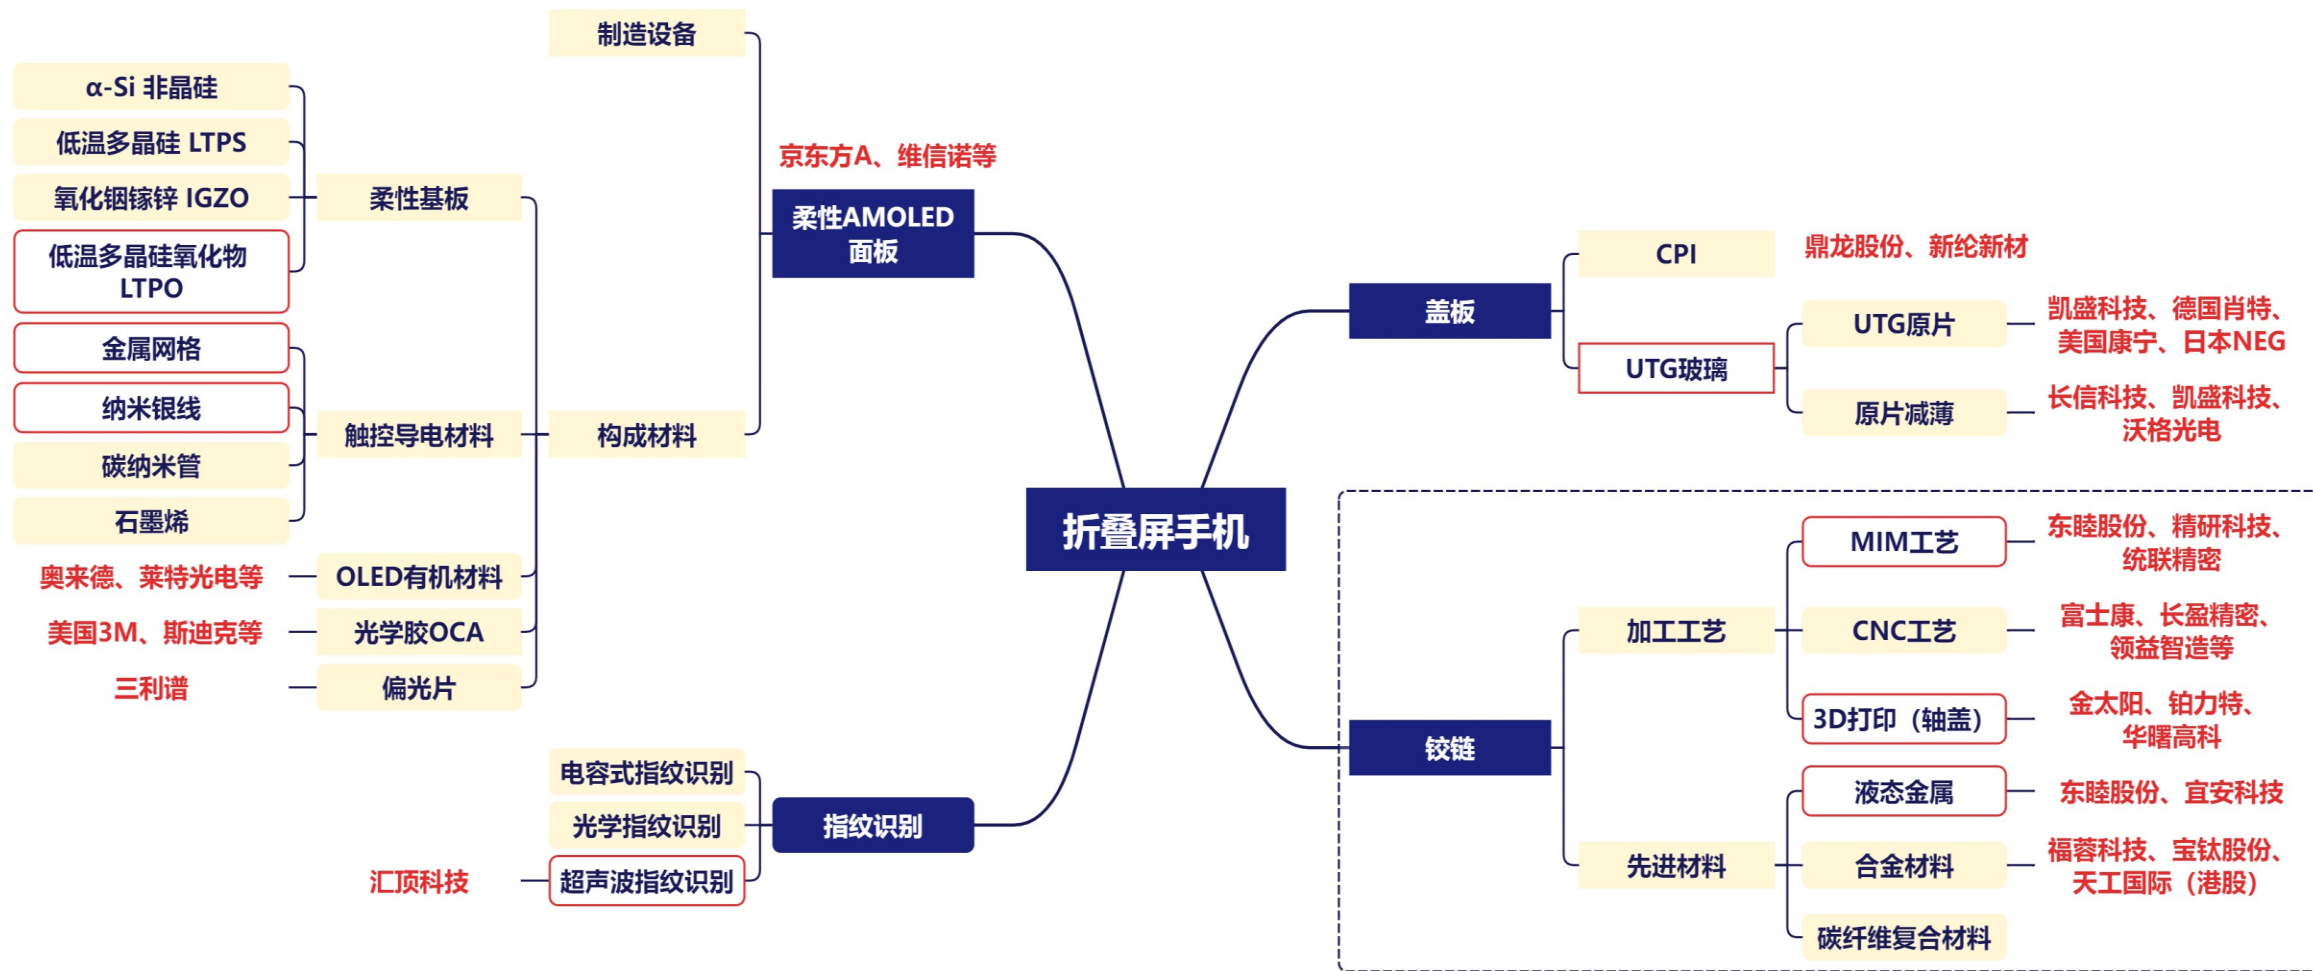 制造设备
α-Si 非晶硅
低温多晶硅 LTPS
氧化铟镓锌 IGZO
低温多晶硅氧化物
LTPO
柔性基板
金属网格
纳米银线
碳纳米管
石墨烯
触控导电材料
构成材料
奥来德、莱特光电等
OLED有机材料
美国3M、斯迪克等
光学胶OCA
三利谱
偏光片
京东方A、维信诺等
柔性AMOLED
面板
电容式指纹识别
光学指纹识别
汇顶科技
超声波指纹识别
指纹识别
折叠屏手机
盖板
CPI
鼎龙股份、新纶新材
UTG玻璃
UTG原片
凯盛科技、德国肖特、
美国康宁、日本NEG
原片减薄
长信科技、凯盛科技、
沃格光电
铰链
加工工艺
MIM工艺
东睦股份、精研科技、
统联精密
CNC工艺
富士康、长盈精密、
领益智造等
3D打印（轴盖）
金太阳、铂力特、
华曙高科
先进材料
液态金属
东睦股份、宜安科技
合金材料
福蓉科技、宝钛股份、
天工国际（港股）
碳纤维复合材料